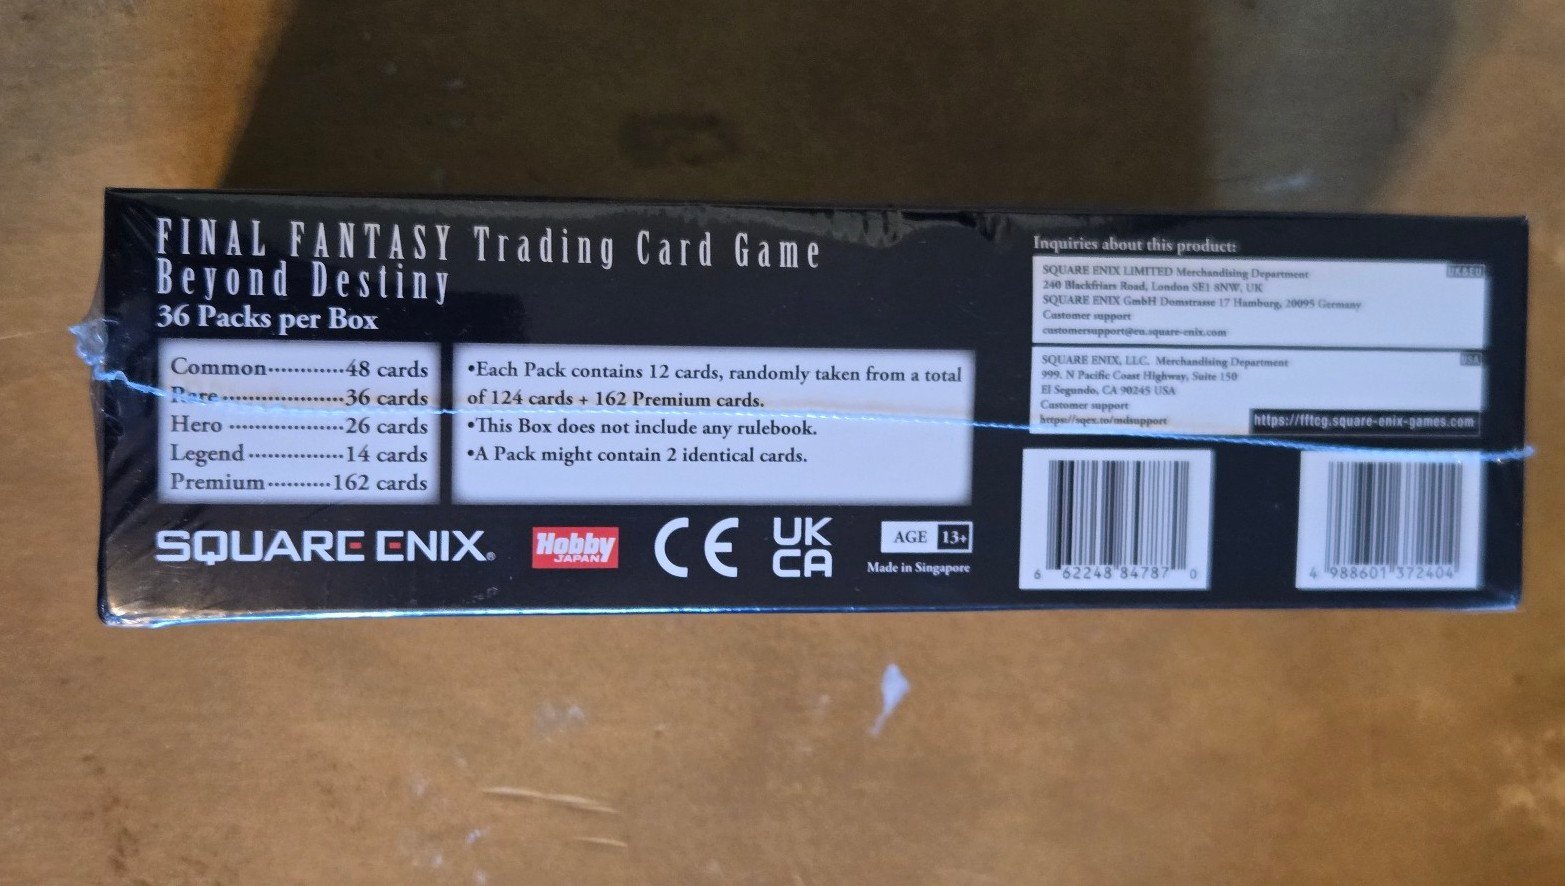 FINAL FANTASY Trading Card Game
Beyond Destiny
36 Packs per Box
Common·············48 cards
Rare·····················36 cards
Hero ···················26 cards
Legend ················14 cards
Premium··········162 cards
•Each Pack contains 12 cards, randomly taken from a total
of 124 cards + 162 Premium cards.
•This Box does not include any rulebook.
•A Pack might contain 2 identical cards.
SQUARE ENIX®
Hobby
JAPAN
CE
UK
CA
AGE 13+
Made in Singapore
Inquiries about this product:
UK&EU
SQUARE ENIX LIMITED Merchandising Department
240 Blackfriars Road, London SE1 8NW, UK
SQUARE ENIX GmbH Domstrasse 17 Hamburg, 20095 Germany
Customer support
customersupport@eu.square-enix.com
USA
SQUARE ENIX, LLC. Merchandising Department
999. N Pacific Coast Highway, Suite 150
El Segundo, CA 90245 USA
Customer support
https://sqex.to/mdsupport
https://fftcg.square-enix-games.com
6 62248 84787 0
4 988601 372404